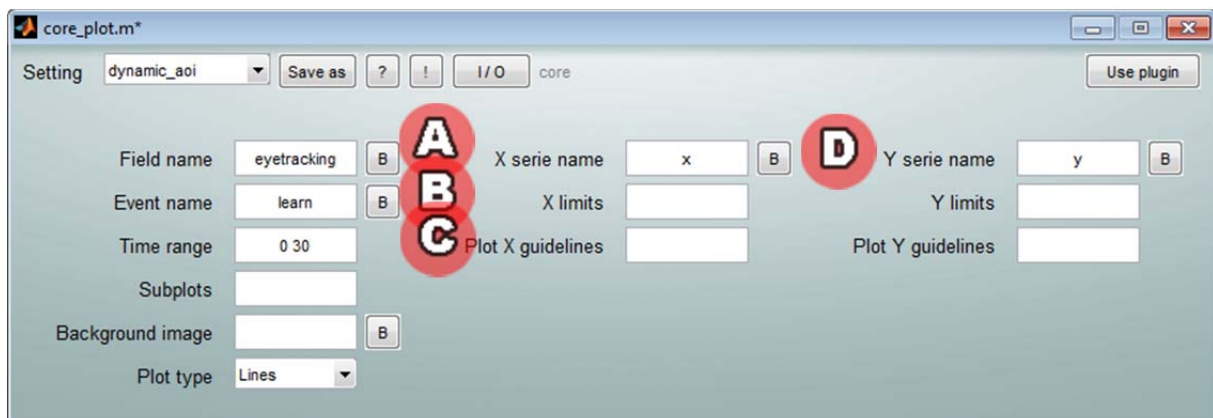 core_plot.m*
Setting dynamic_aoi Save as ? ! I / O core Use plugin
Field name eyetracking B A X serie name x B D Y serie name y B
Event name learn B B X limits Y limits
Time range 0 30 C Plot X guidelines Plot Y guidelines
Subplots
Background image B
Plot type Lines